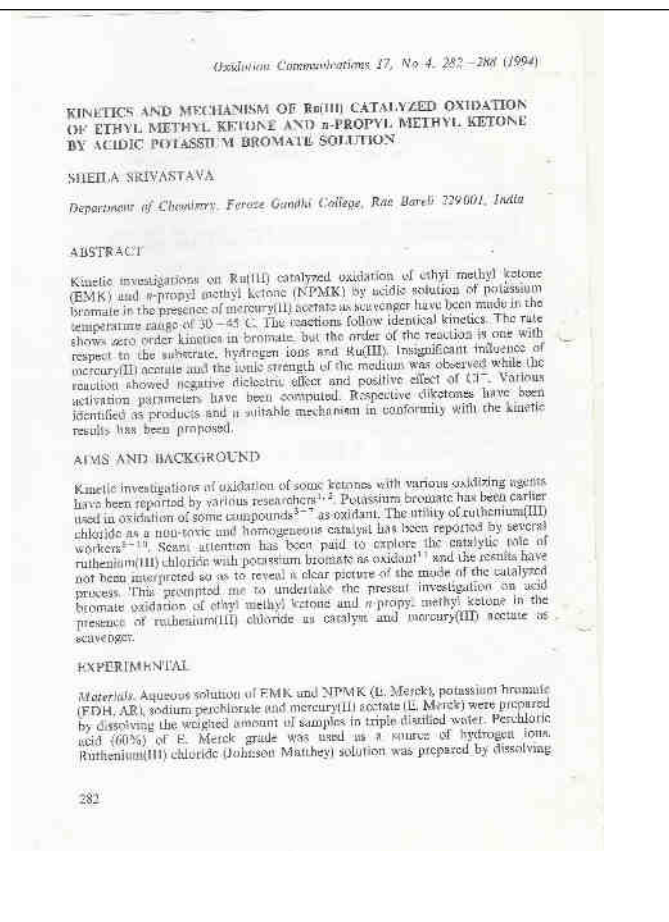 Oxidation Communications 17, No 4, 282–288 (1994)
KINETICS AND MECHANISM OF Ru(III) CATALYZED OXIDATION
OF ETHYL METHYL KETONE AND n-PROPYL METHYL KETONE
BY ACIDIC POTASSIUM BROMATE SOLUTION
SHEILA SRIVASTAVA
Department of Chemistry, Feroze Gandhi College, Rae Bareli 229001, India
ABSTRACT
Kinetic investigations on Ru(III) catalyzed oxidation of ethyl methyl ketone
(EMK) and n-propyl methyl ketone (NPMK) by acidic solution of potassium
bromate in the presence of mercury(II) acetate as scavenger have been made in the
temperature range of 30–45 C. The reactions follow identical kinetics. The rate
shows zero order kinetics in bromate, but the order of the reaction is one with
respect to the substrate, hydrogen ions and Ru(III). Insignificant influence of
mercury(II) acetate and the ionic strength of the medium was observed while the
reaction showed negative dielectric effect and positive effect of Cl⁻. Various
activation parameters have been computed. Respective diketones have been
identified as products and a suitable mechanism in conformity with the kinetic
results has been proposed.
AIMS AND BACKGROUND
Kinetic investigations of oxidation of some ketones with various oxidizing agents
have been reported by various researchers¹,². Potassium bromate has been earlier
used in oxidation of some compounds³⁻⁷ as oxidant. The utility of ruthenium(III)
chloride as a non-toxic and homogeneous catalyst has been reported by several
workers⁸⁻¹⁰. Scant attention has been paid to explore the catalytic role of
ruthenium(III) chloride with potassium bromate as oxidant¹¹ and the results have
not been interpreted so as to reveal a clear picture of the mode of the catalyzed
process. This prompted me to undertake the present investigation on acid
bromate oxidation of ethyl methyl ketone and n-propyl methyl ketone in the
presence of ruthenium(III) chloride as catalyst and mercury(III) acetate as
scavenger.
EXPERIMENTAL
Materials. Aqueous solution of EMK and NPMK (E. Merck), potassium bromate
AR), sodium perchlorate and mercury(II) acetate (E. Merck) were prepared
by dissolving the weighed amount of samples in triple distilled water. Perchloric
acid (60%) of E. Merck grade was used as a source of hydrogen ions.
Ruthenium(III) chloride (Johnson Matthey) solution was prepared by dissolving
282